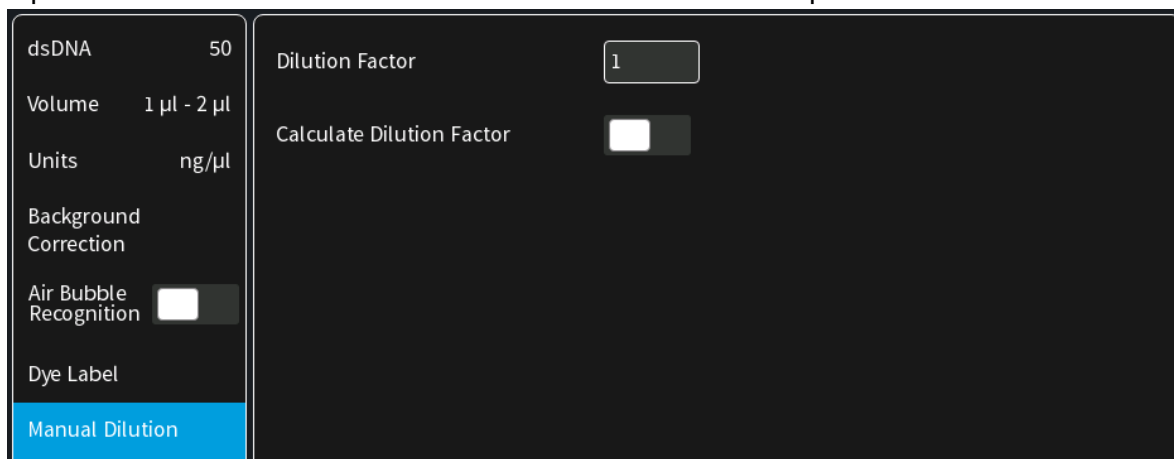 dsDNA 50
Volume 1 µl - 2 µl
Units ng/µl
Background
Correction
Air Bubble
Recognition
Dye Label
Manual Dilution
Dilution Factor 1
Calculate Dilution Factor